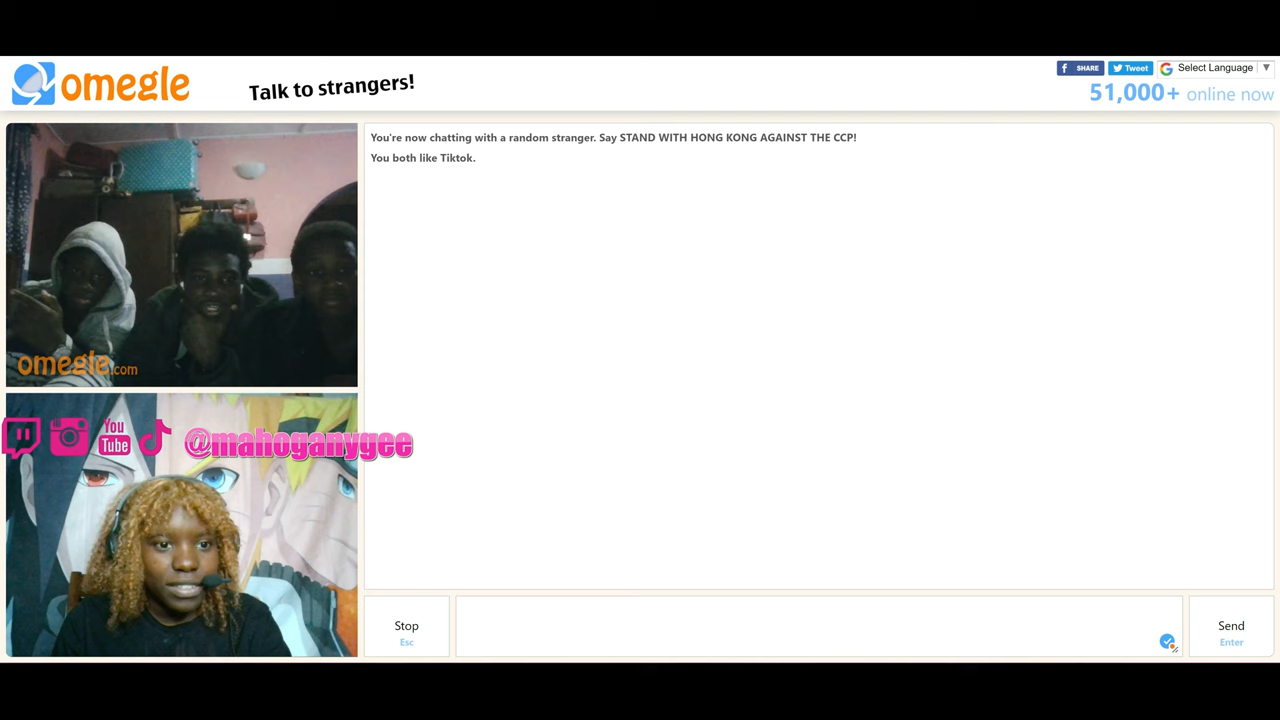 omegle
Talk to strangers!
SHARE
Tweet
Select Language
51,000+ online now
You're now chatting with a random stranger. Say STAND WITH HONG KONG AGAINST THE CCP!
You both like Tiktok.
omegle.com
You
Tube
@mahoganygee
Stop
Esc
Send
Enter